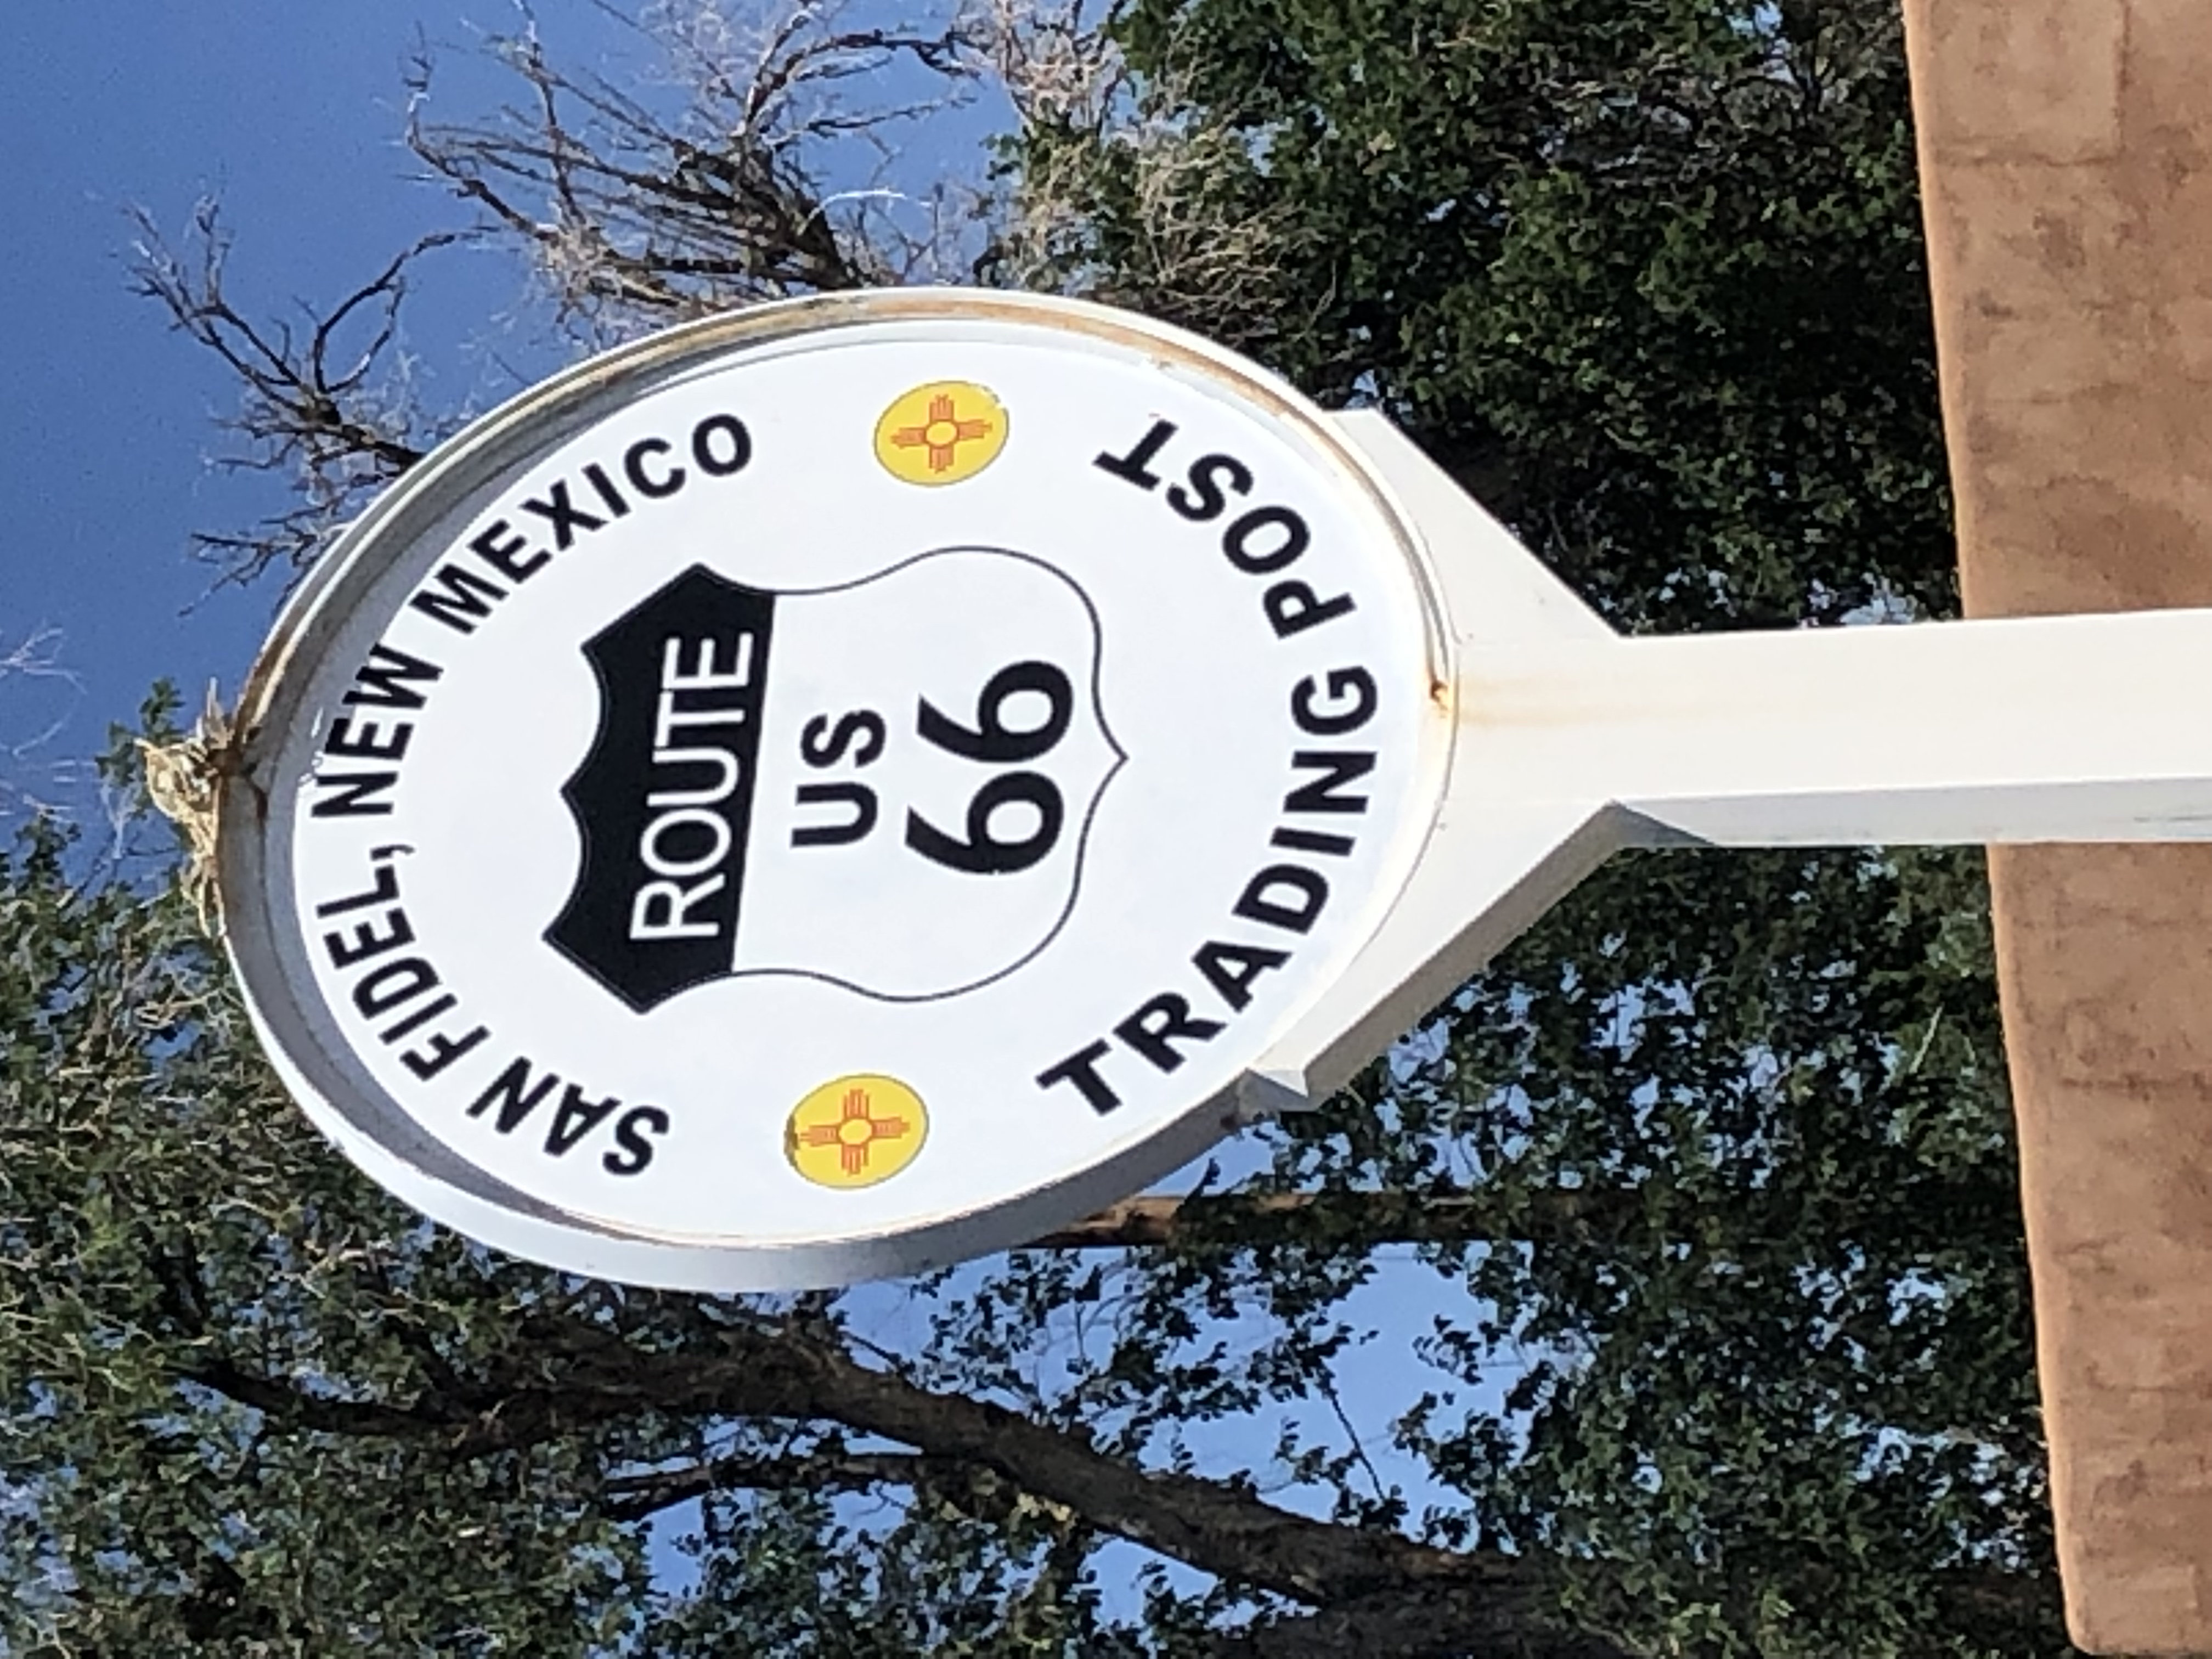 SAN FIDEL, NEW MEXICO
ROUTE
US
66
TRADING POST